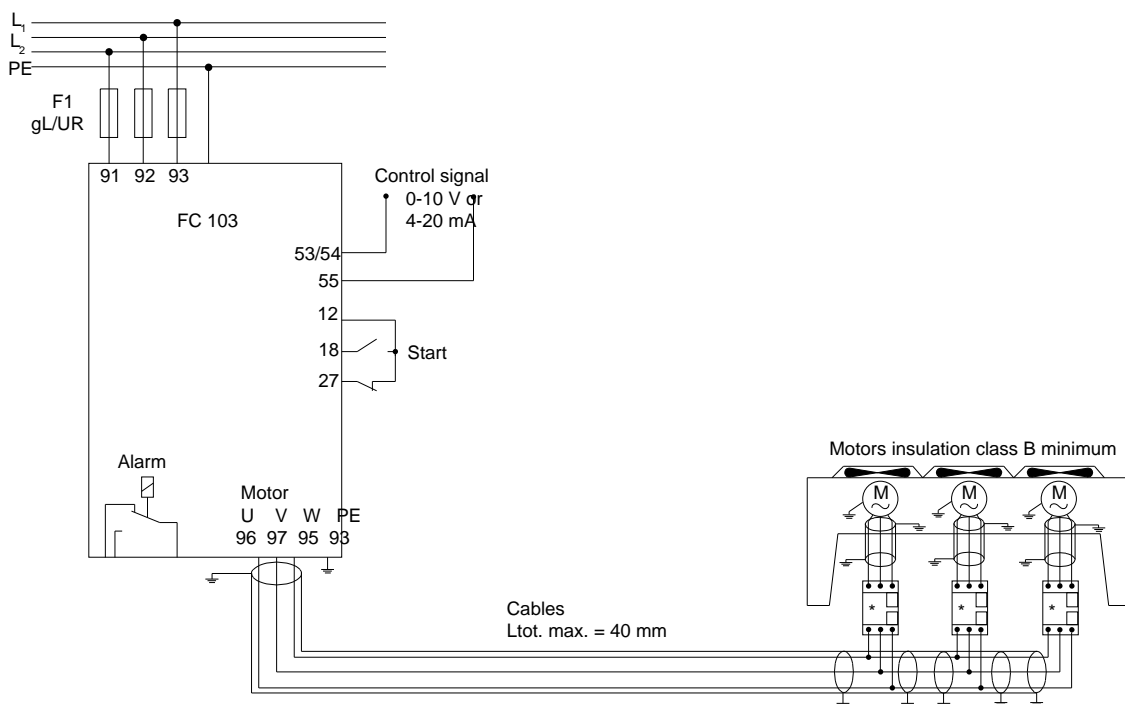 L1
L2
PE
F1
gL/UR
91 92 93
FC 103
Control signal
0-10 V or
4-20 mA
53/54
55
12
18
Start
27
Alarm
Motor
U V W PE
96 97 95 93
Motors insulation class B minimum
M M M
* * *
Cables
Ltot. max. = 40 mm